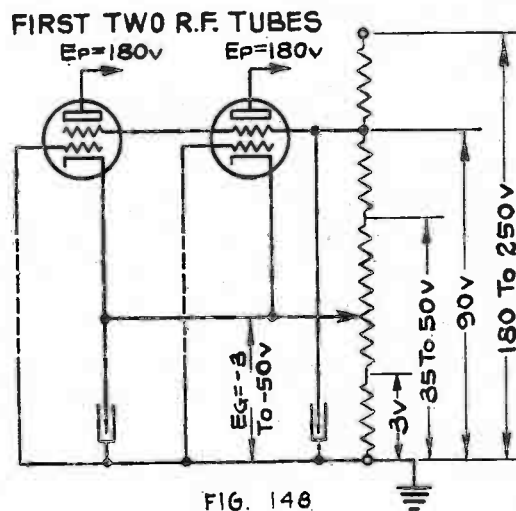 FIRST TWO R.F. TUBES
EP=180V
EP=180V
EG=-3
TO -50V
3V
35 TO 50V
90V
180 TO 250V
FIG. 148